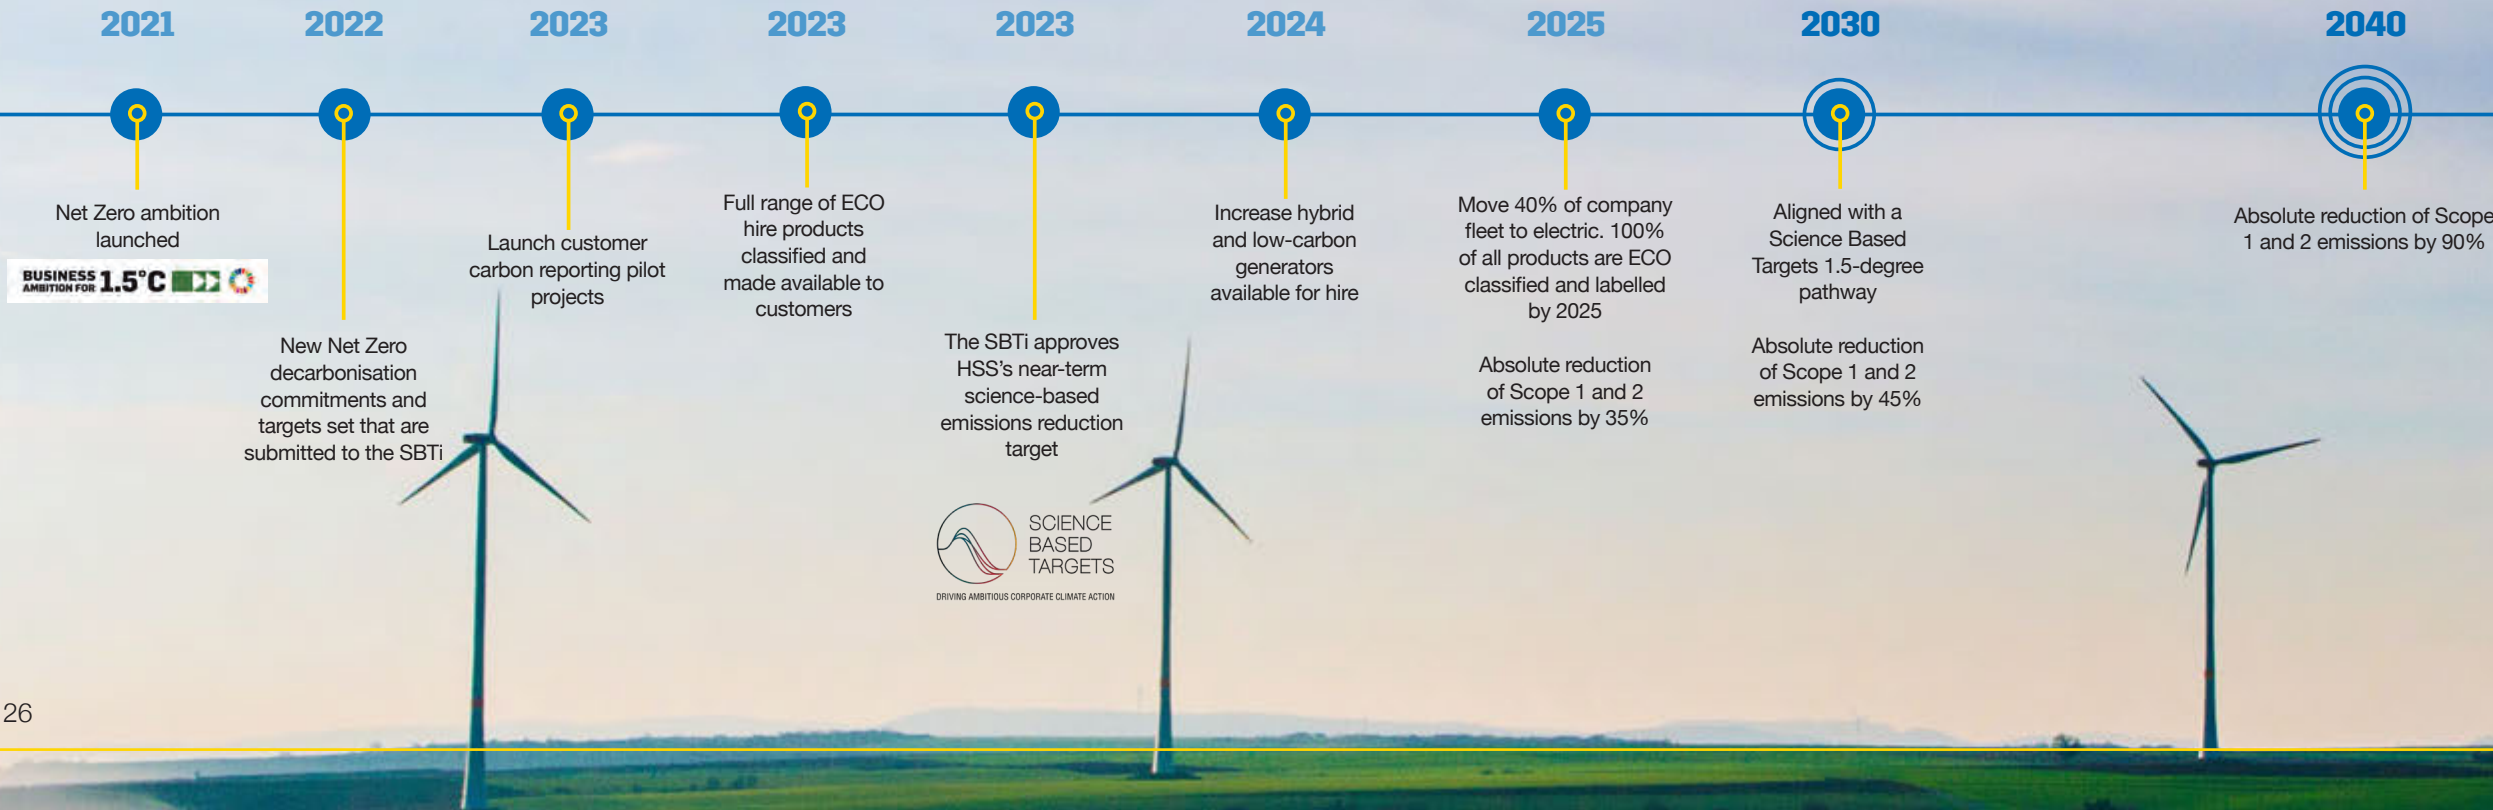 2021
Net Zero ambition
launched
BUSINESS
AMBITION FOR 1.5°C
2022
New Net Zero
decarbonisation
commitments and
targets set that are
submitted to the SBTi
2023
Launch customer
carbon reporting pilot
projects
2023
Full range of ECO
hire products
classified and
made available to
customers
2023
The SBTi approves
HSS's near-term
science-based
emissions reduction
target
SCIENCE
BASED
TARGETS
DRIVING AMBITIOUS CORPORATE CLIMATE ACTION
2024
Increase hybrid
and low-carbon
generators
available for hire
2025
Move 40% of company
fleet to electric. 100%
of all products are ECO
classified and labelled
by 2025
Absolute reduction
of Scope 1 and 2
emissions by 35%
2030
Aligned with a
Science Based
Targets 1.5-degree
pathway
Absolute reduction
of Scope 1 and 2
emissions by 45%
2040
Absolute reduction of Scope
1 and 2 emissions by 90%
26